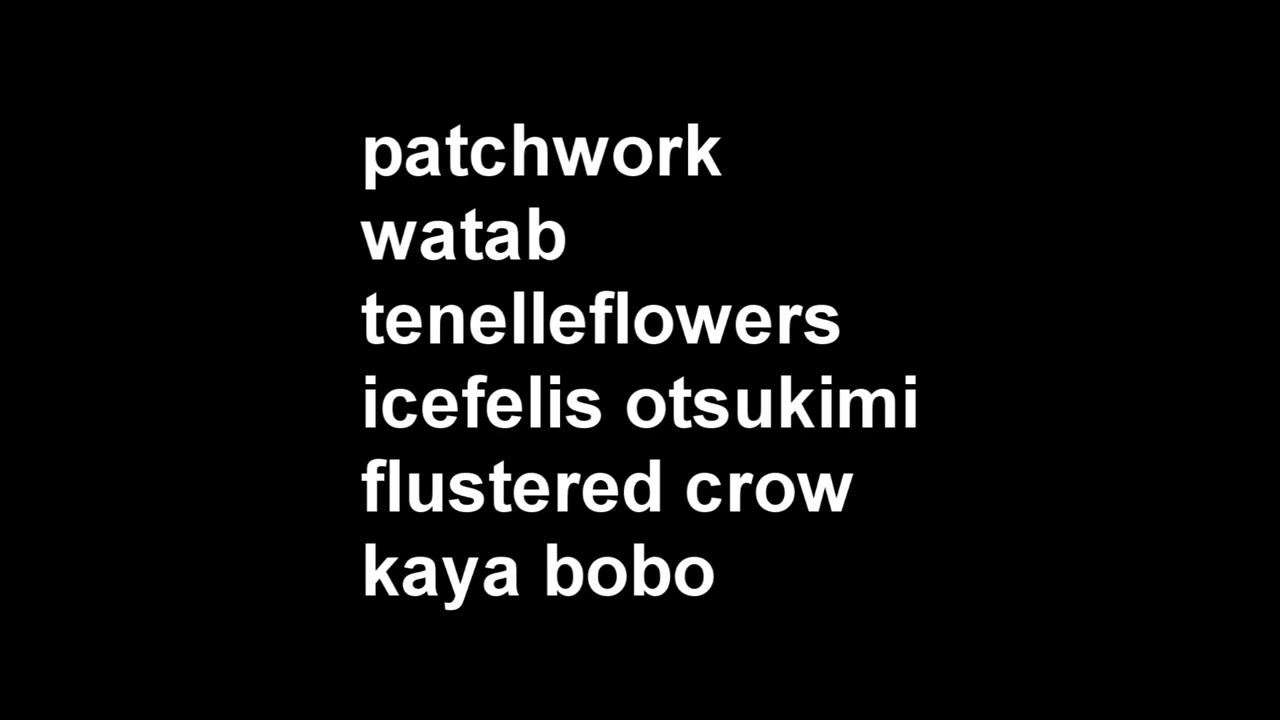 patchwork
watab
tenelleflowers
icefelis otsukimi
flustered crow
kaya bobo